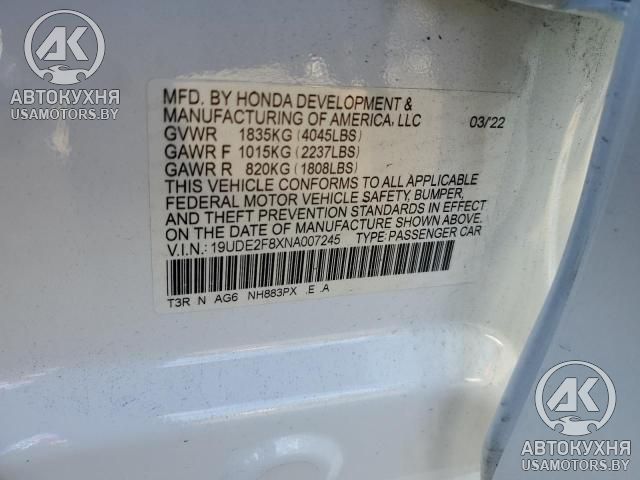 АК
АВТОКУХНЯ
USAMOTORS.BY
MFD. BY HONDA DEVELOPMENT &
MANUFACTURING OF AMERICA, LLC 03/22
GVWR 1835KG (4045LBS)
GAWR F 1015KG (2237LBS)
GAWR R 820KG (1808LBS)
THIS VEHICLE CONFORMS TO ALL APPLICABLE
FEDERAL MOTOR VEHICLE SAFETY, BUMPER,
AND THEFT PREVENTION STANDARDS IN EFFECT
ON THE DATE OF MANUFACTURE SHOWN ABOVE.
V.I.N.: 19UDE2F8XNA007245 TYPE: PASSENGER CAR
T3R N AG6 NH883PX .E .A
АК
АВТОКУХНЯ
USAMOTORS.BY